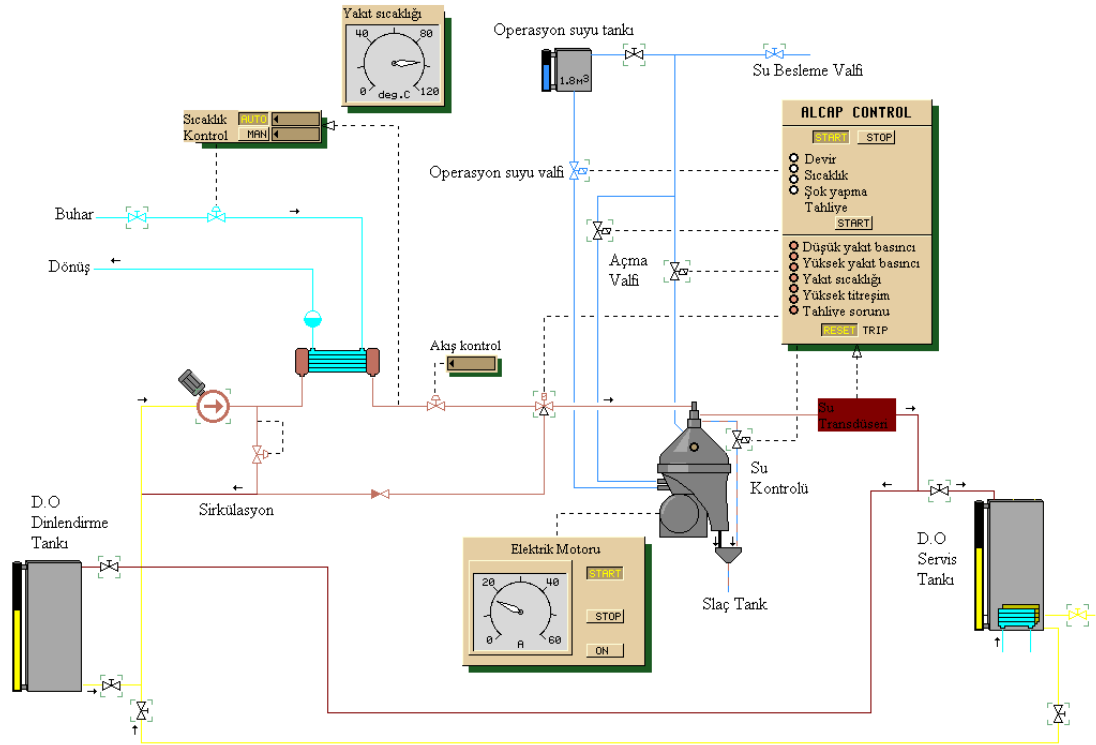 Yakıt sıcaklığı
40
80
0
120
deg.C
Operasyon suyu tankı
1.8M3
Su Besleme Valfi
Sıcaklık
AUTO
Kontrol
MAN
ALCAP CONTROL
START
STOP
Devir
Sıcaklık
Şok yapma
Tahliye
START
Düşük yakıt basıncı
Yüksek yakıt basıncı
Yakıt sıcaklığı
Yüksek titreşim
Tahliye sorunu
RESET TRIP
Operasyon suyu valfi
Buhar
Dönüş
Açma
Valfi
Akış kontrol
Su
Transdüseri
Su
Kontrolü
Sirkülasyon
D.O
Dinlendirme
Tankı
D.O
Servis
Tankı
Elektrik Motoru
20
40
0
60
A
START
STOP
ON
Slaç Tank